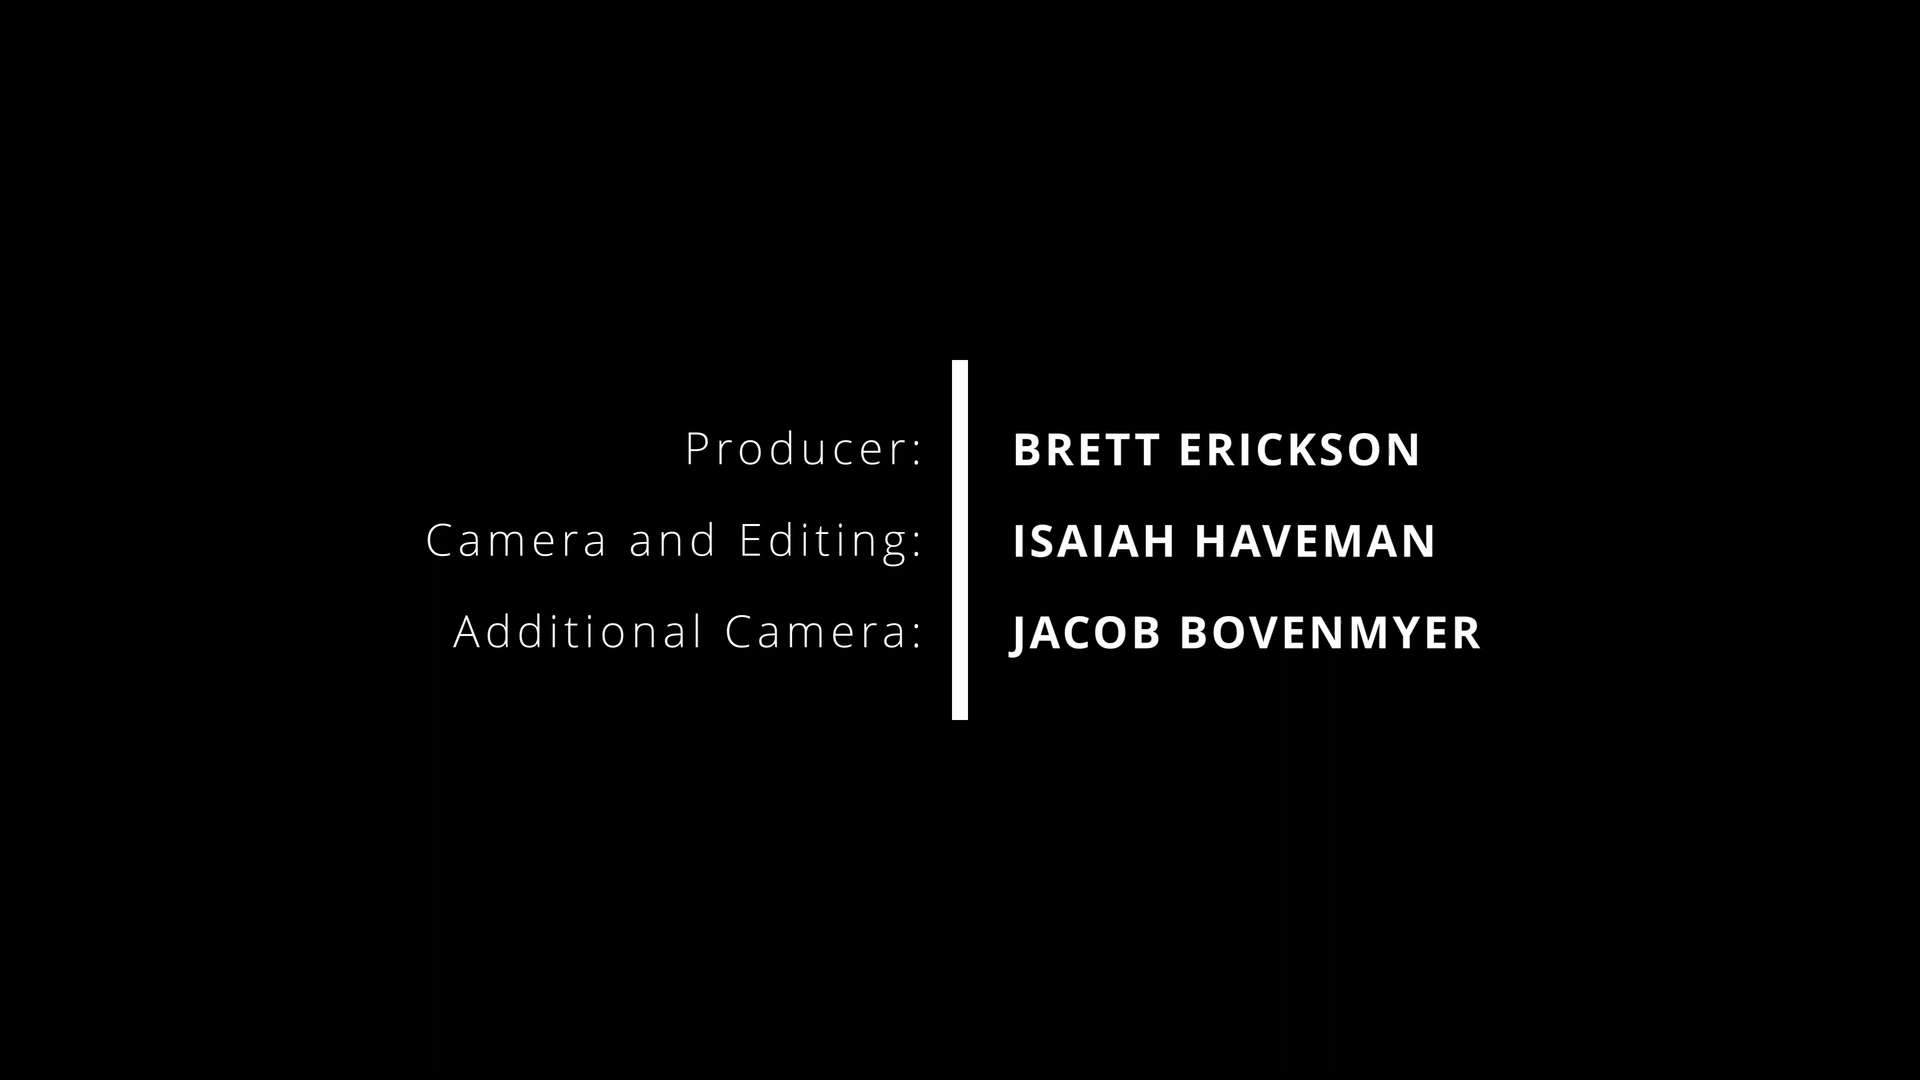 Producer: BRETT ERICKSON
Camera and Editing: ISAIAH HAVEMAN
Additional Camera: JACOB BOVENMYER